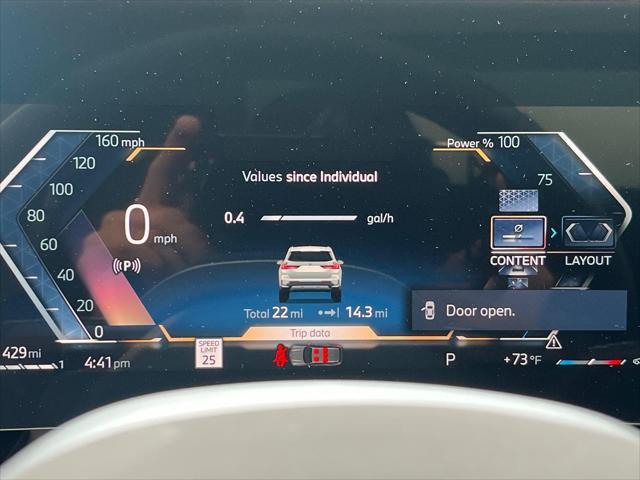 160 mph
120
100
80
60
40
20
0
0 mph
(P)
Power % 100
75
Values since Individual
0.4 gal/h
CONTENT
LAYOUT
Total 22 mi 14.3 mi
Door open.
Trip data
429 mi
1
4:41 pm
SPEED
LIMIT
25
P
+73 °F